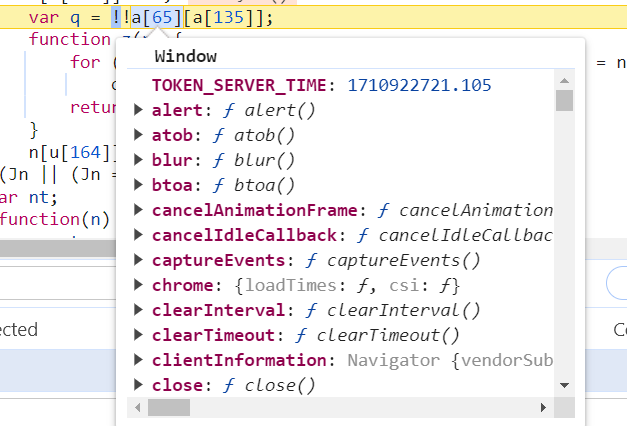 var q = !!a[65][a[135]];
function
for (
= n
retur
}
n[u[164]]
(Jn || (Jn =
ar nt;
function(n)
ected
Window
TOKEN_SERVER_TIME: 1710922721.105
▶ alert: ƒ alert()
▶ atob: ƒ atob()
▶ blur: ƒ blur()
▶ btoa: ƒ btoa()
▶ cancelAnimationFrame: ƒ cancelAnimation
▶ cancelIdleCallback: ƒ cancelIdleCallbac
▶ captureEvents: ƒ captureEvents()
▶ chrome: {loadTimes: ƒ, csi: ƒ}
▶ clearInterval: ƒ clearInterval()
▶ clearTimeout: ƒ clearTimeout()
▶ clientInformation: Navigator {vendorSub
▶ close: ƒ close()